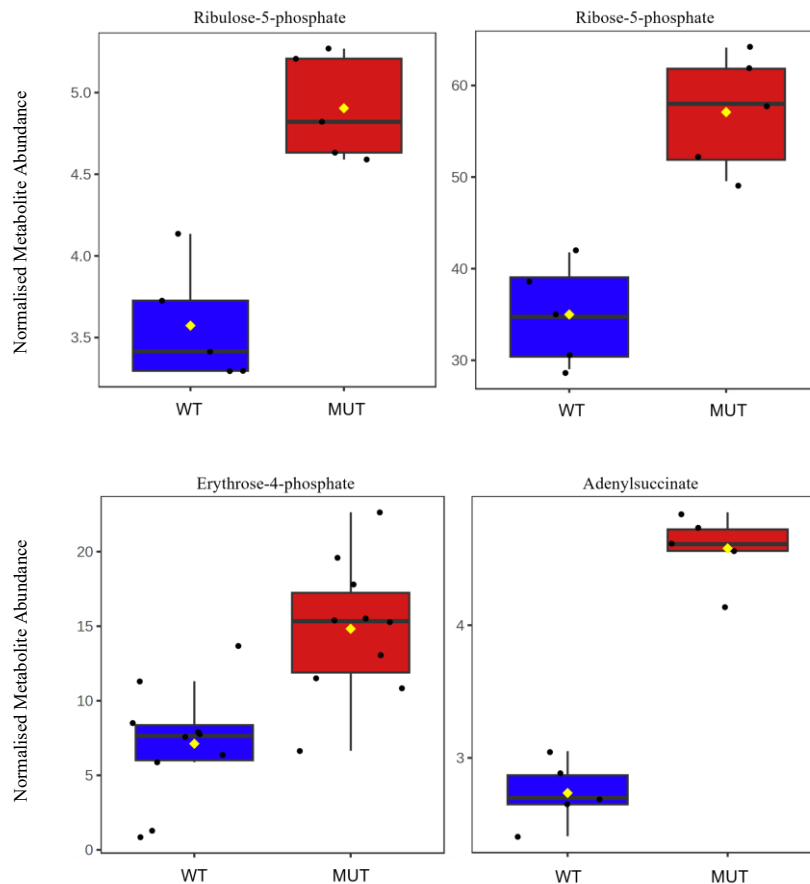 Ribulose-5-phosphate
Ribose-5-phosphate
Normalised Metabolite Abundance
5.0
4.5
4.0
3.5
WT
MUT
60
50
40
30
WT
MUT
Erythrose-4-phosphate
Adenylsuccinate
Normalised Metabolite Abundance
20
15
10
5
0
WT
MUT
4
3
WT
MUT